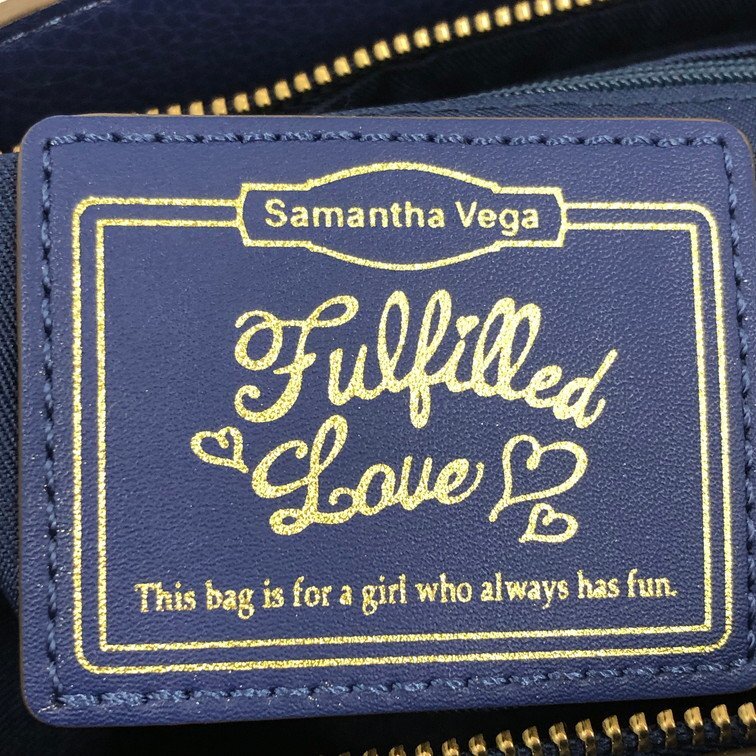 Samantha Vega
Fulfilled
Love
This bag is for a girl who always has fun.